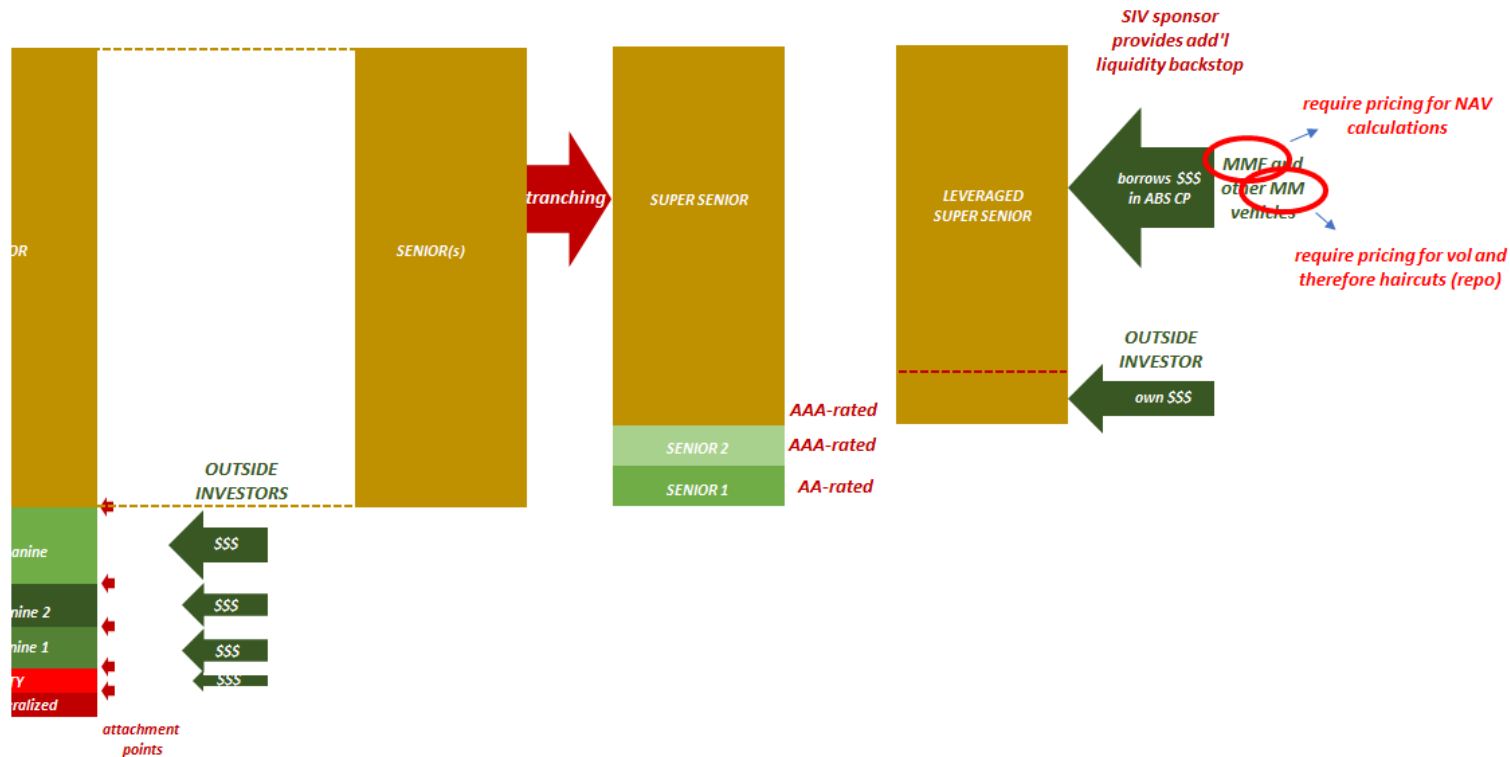 SIV sponsor
provides add'l
liquidity backstop
require pricing for NAV
calculations
MMF and
other MM
vehicles
require pricing for vol and
therefore haircuts (repo)
borrows $$$
in ABS CP
OR
SENIOR(s)
tranching
SUPER SENIOR
LEVERAGED
SUPER SENIOR
OUTSIDE
INVESTOR
own $$$
AAA-rated
SENIOR 2
AAA-rated
SENIOR 1
AA-rated
OUTSIDE
INVESTORS
anine
$$$
nine 2
$$$
nine 1
$$$
TY
$$$
ralized
attachment
points